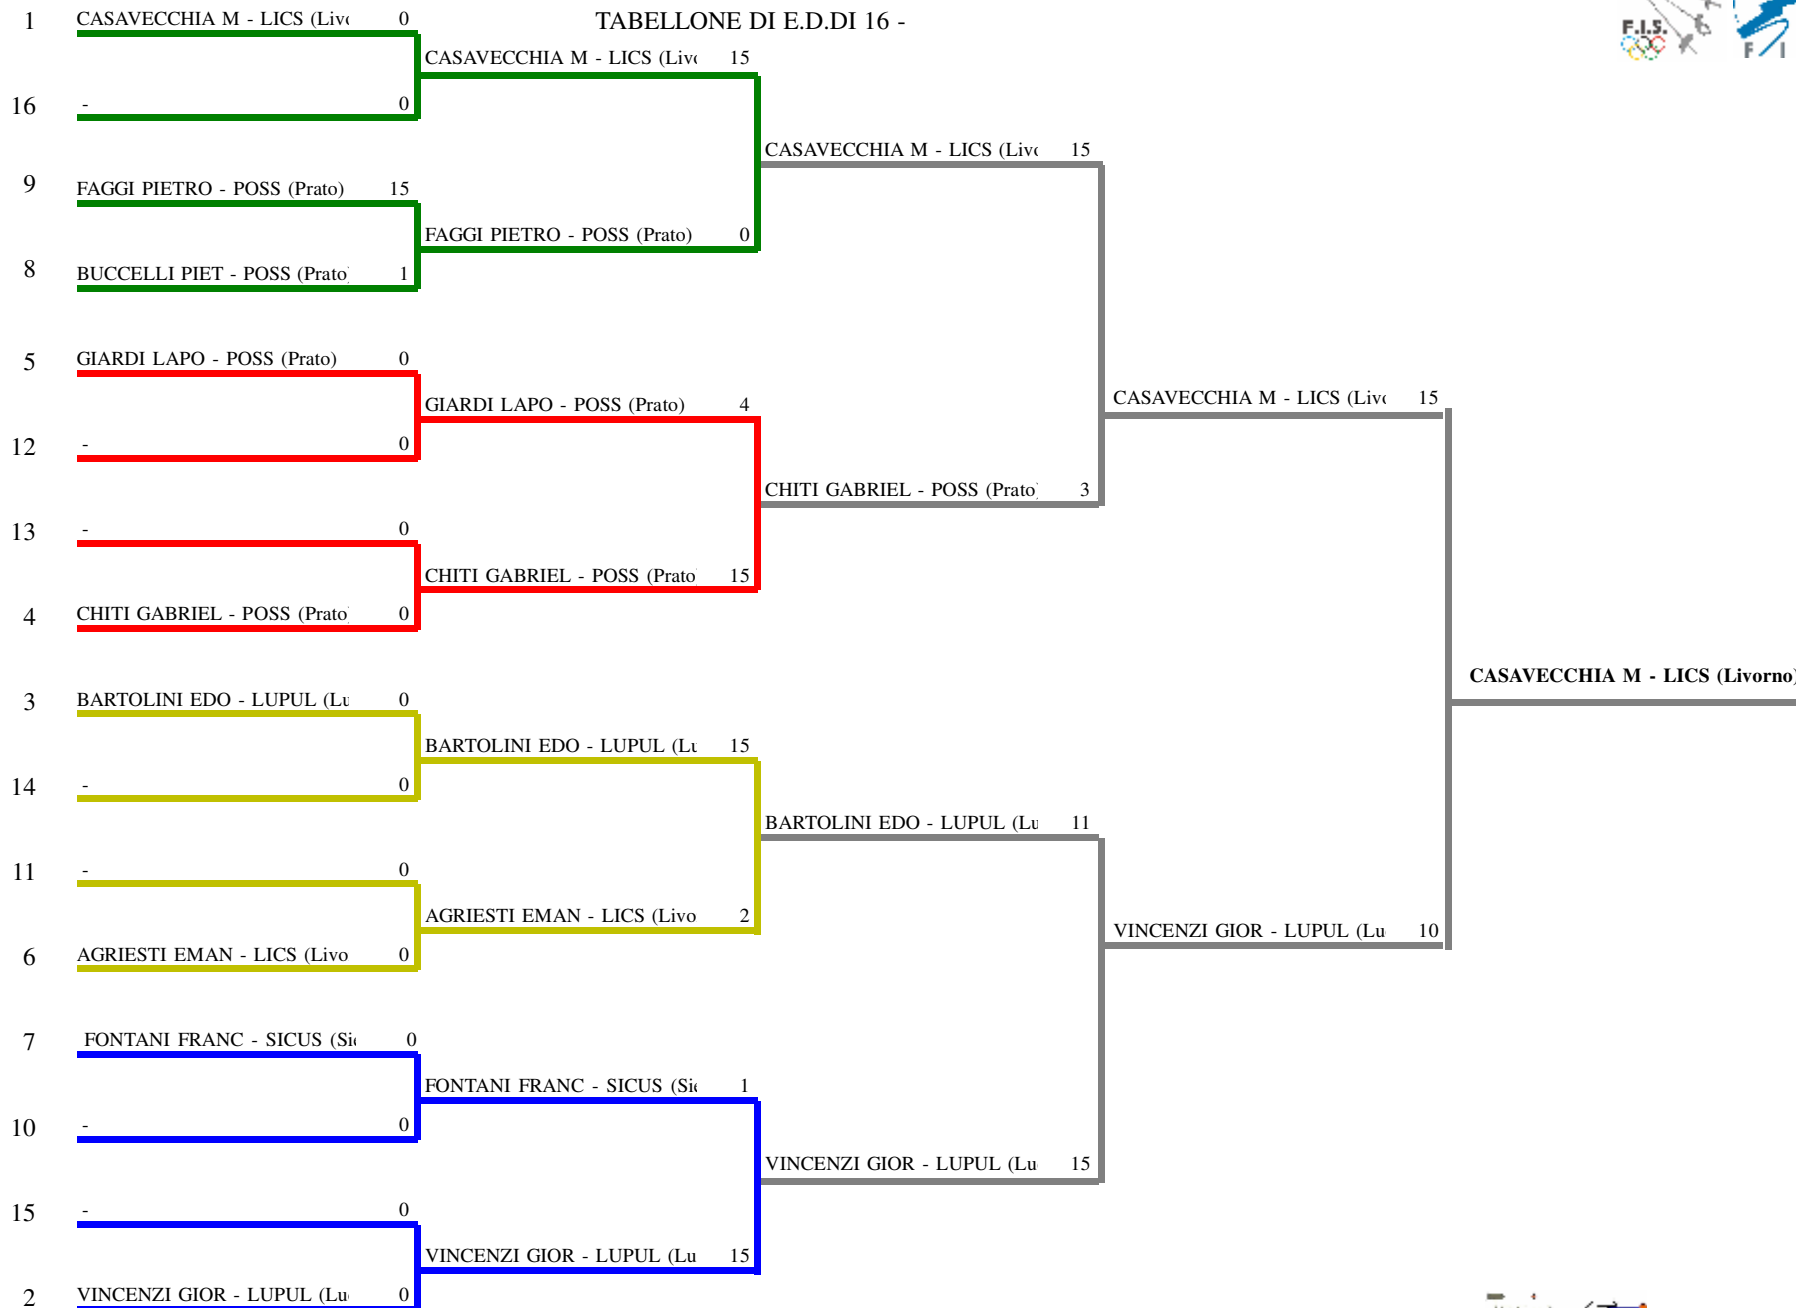 TABELLONE DI E.D.DI 16 -
F.I.S.
F I
1 CASAVECCHIA M - LICS (Liv 0
CASAVECCHIA M - LICS (Liv 15
16 - 0
CASAVECCHIA M - LICS (Liv 15
9 FAGGI PIETRO - POSS (Prato) 15
FAGGI PIETRO - POSS (Prato) 0
8 BUCCELLI PIET - POSS (Prato 1
5 GIARDI LAPO - POSS (Prato) 0
CASAVECCHIA M - LICS (Liv 15
GIARDI LAPO - POSS (Prato) 4
12 - 0
CHITI GABRIEL - POSS (Prato 3
13 - 0
CHITI GABRIEL - POSS (Prato 15
4 CHITI GABRIEL - POSS (Prato 0
CASAVECCHIA M - LICS (Livorno)
3 BARTOLINI EDO - LUPUL (Lu 0
BARTOLINI EDO - LUPUL (Lu 15
14 - 0
BARTOLINI EDO - LUPUL (Lu 11
11 - 0
AGRIESTI EMAN - LICS (Livo 2
VINCENZI GIOR - LUPUL (Lu 10
6 AGRIESTI EMAN - LICS (Livo 0
7 FONTANI FRANC - SICUS (Si 0
FONTANI FRANC - SICUS (Si 1
10 - 0
VINCENZI GIOR - LUPUL (Lu 15
15 - 0
VINCENZI GIOR - LUPUL (Lu 15
2 VINCENZI GIOR - LUPUL (Lu 0